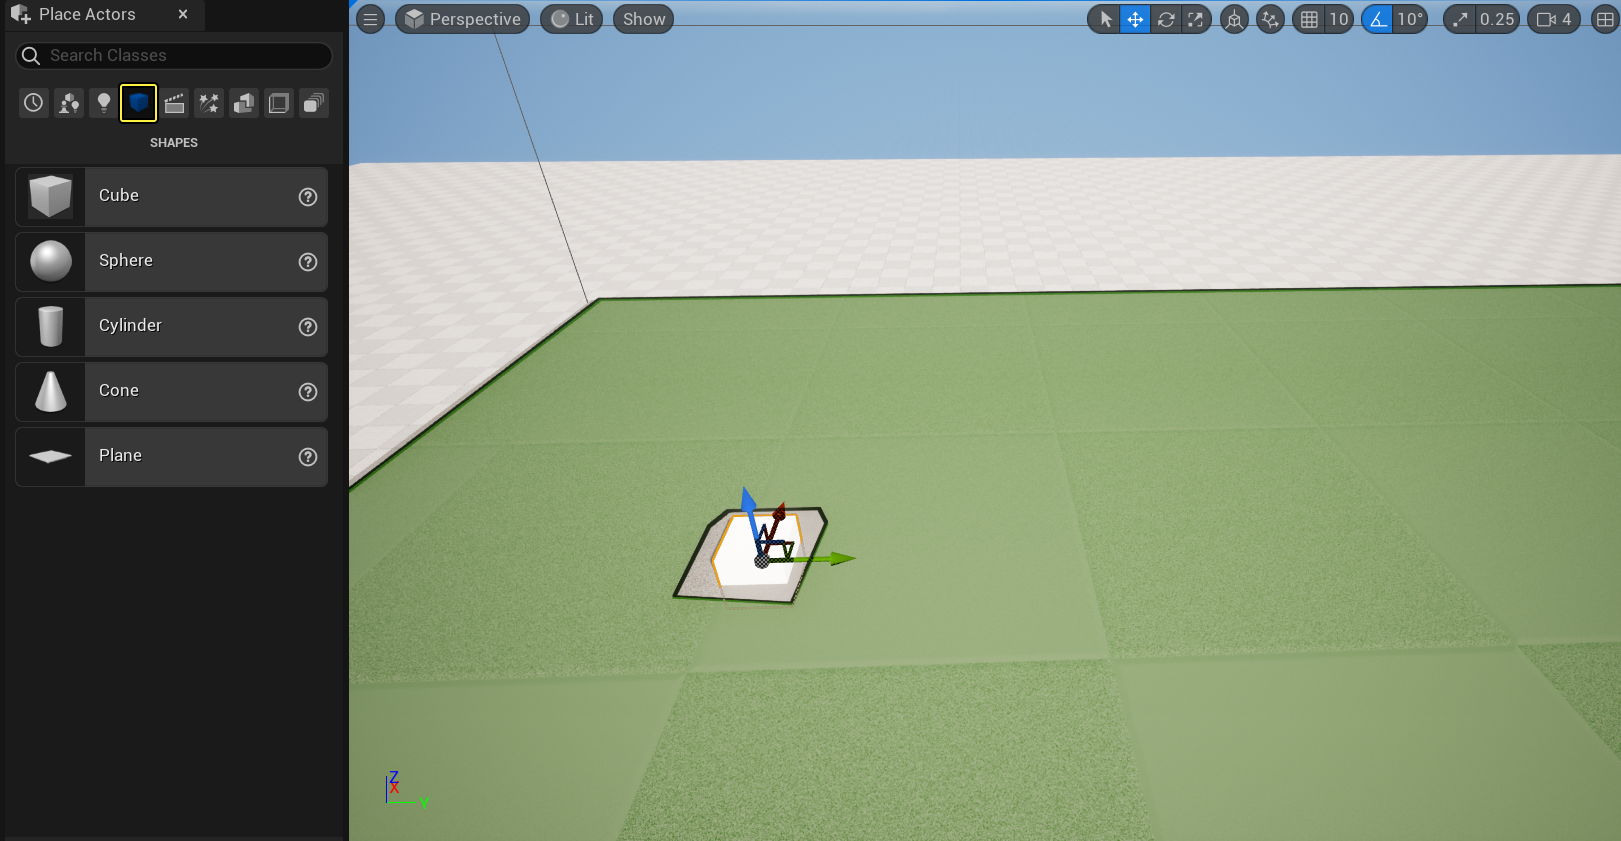 Place Actors
Search Classes
SHAPES
Cube
Sphere
Cylinder
Cone
Plane
Perspective
Lit
Show
10
10°
0.25
4
Z
X
Y